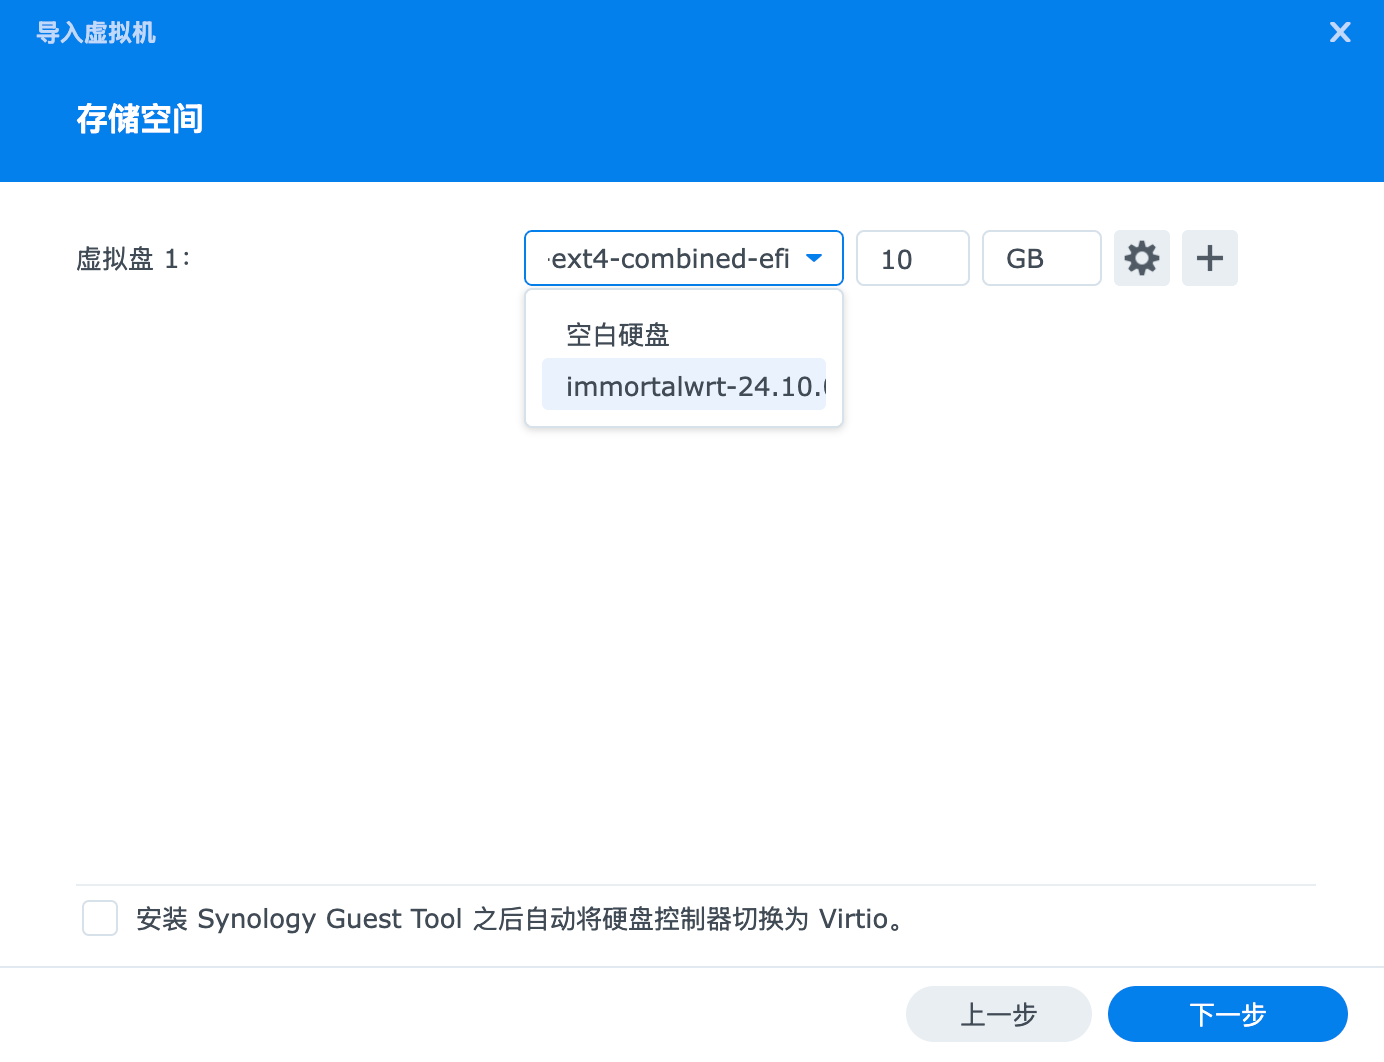 导入虚拟机
存储空间
虚拟盘 1:
-ext4-combined-efi
10
GB
空白硬盘
immortalwrt-24.10.
安装 Synology Guest Tool 之后自动将硬盘控制器切换为 Virtio。
上一步
下一步